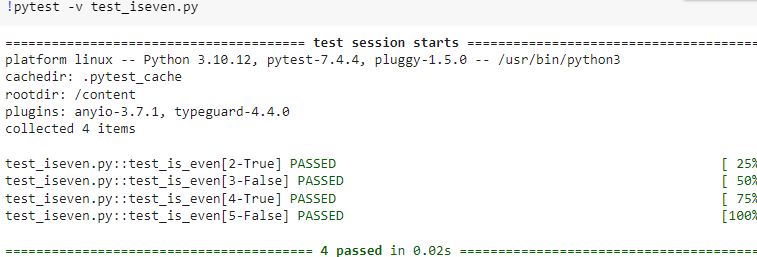 !pytest -v test_iseven.py
======================================= test session starts =======================================
platform linux -- Python 3.10.12, pytest-7.4.4, pluggy-1.5.0 -- /usr/bin/python3
cachedir: .pytest_cache
rootdir: /content
plugins: anyio-3.7.1, typeguard-4.4.0
collected 4 items
test_iseven.py::test_is_even[2-True] PASSED [ 25%
test_iseven.py::test_is_even[3-False] PASSED [ 50%
test_iseven.py::test_is_even[4-True] PASSED [ 75%
test_iseven.py::test_is_even[5-False] PASSED [100%
======================================== 4 passed in 0.02s ========================================